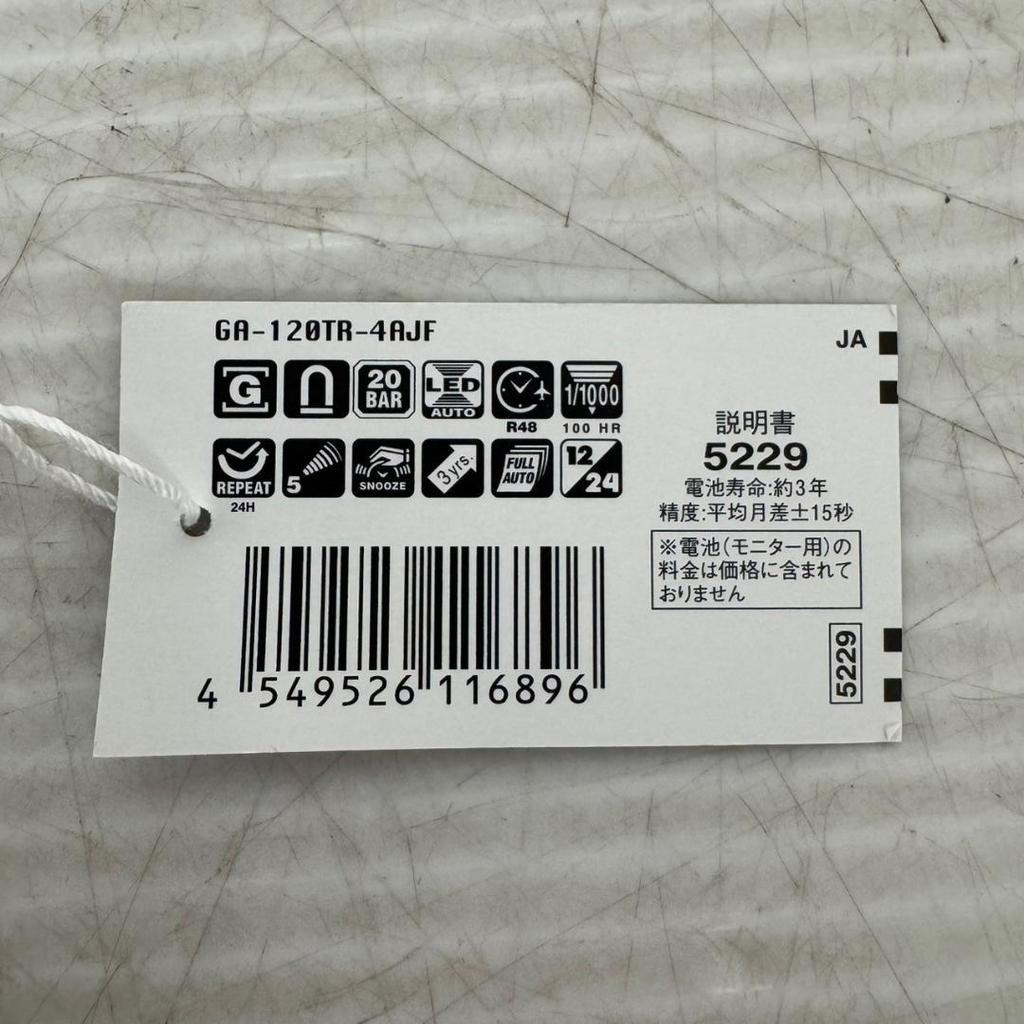 GA-120TR-4AJF
JA
G
20
BAR
LED
AUTO
R48
1/1000
100 HR
REPEAT
24H
5
SNOOZE
3yrs.
FULL
AUTO
12/24
説明書
5229
電池寿命:約3年
精度:平均月差±15秒
※電池(モニター用)の
料金は価格に含まれて
おりません
5229
4 549526 116896